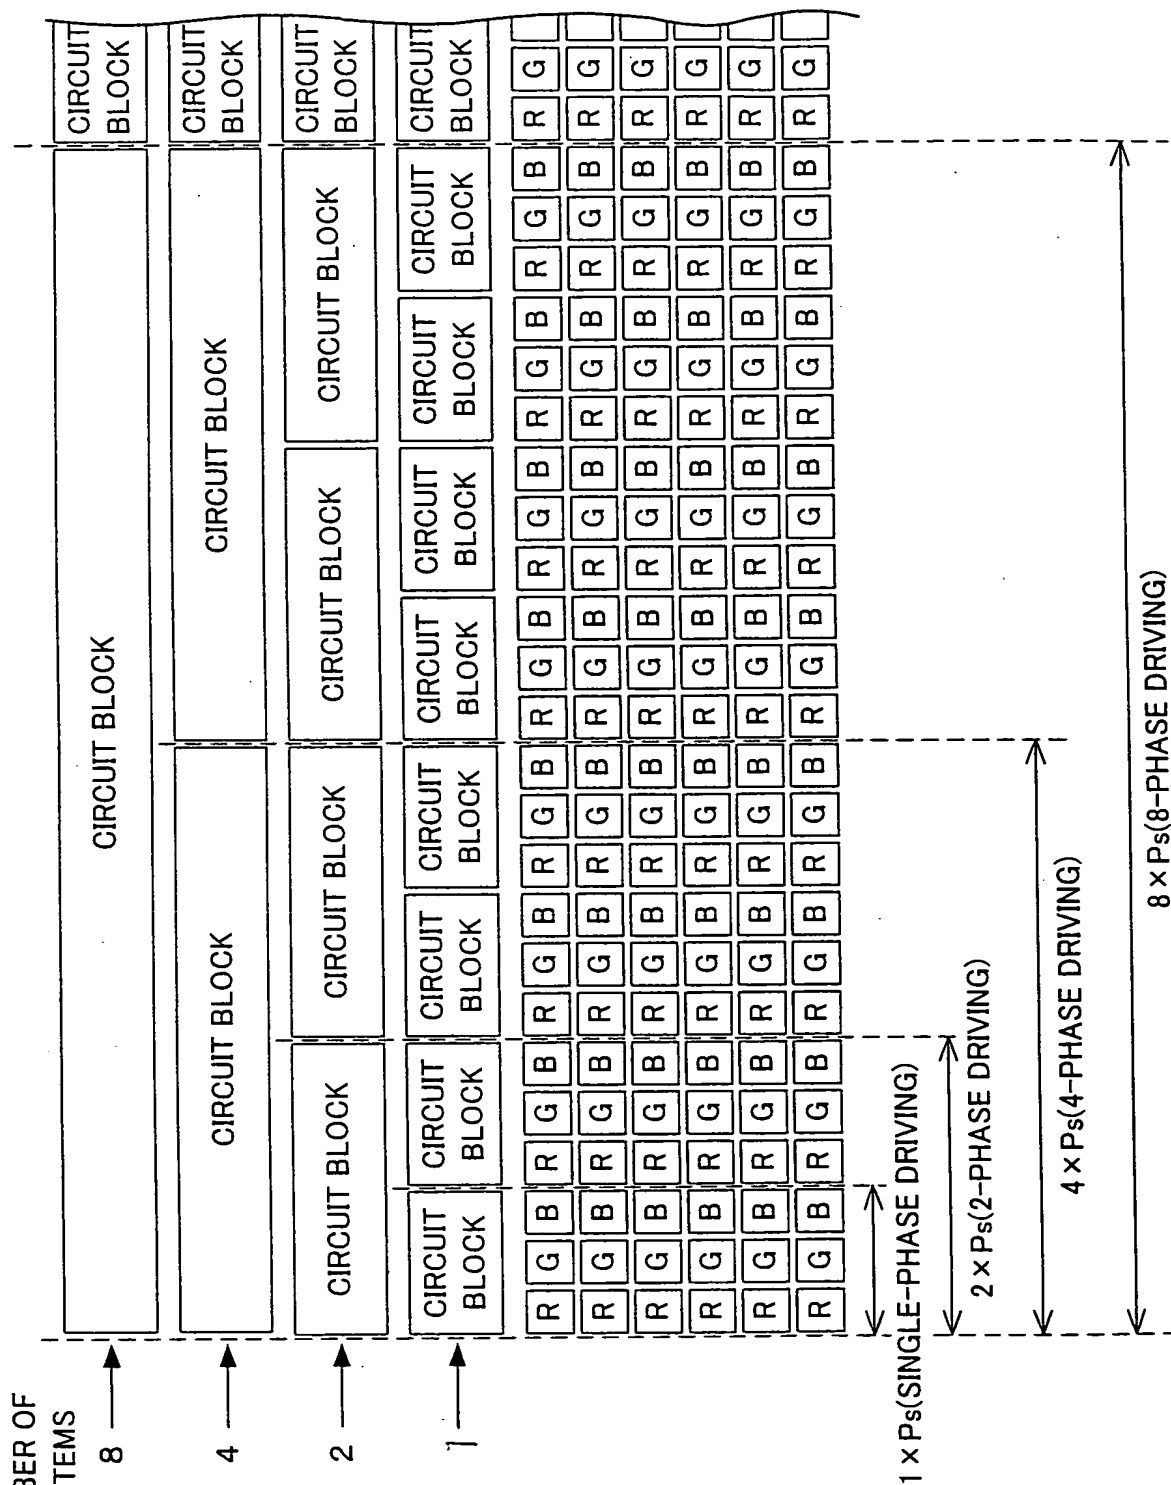 BER OF
TEMS
8
CIRCUIT BLOCK
CIRCUIT
BLOCK
4
CIRCUIT BLOCK
CIRCUIT BLOCK
CIRCUIT
BLOCK
2
CIRCUIT BLOCK
CIRCUIT BLOCK
CIRCUIT BLOCK
CIRCUIT BLOCK
CIRCUIT
BLOCK
1
CIRCUIT
BLOCK
CIRCUIT
BLOCK
CIRCUIT
BLOCK
CIRCUIT
BLOCK
CIRCUIT
BLOCK
CIRCUIT
BLOCK
CIRCUIT
BLOCK
CIRCUIT
BLOCK
CIRCUIT
BLOCK
R G B R G B R G B R G B R G B R G B R G B R G B R G
R G B R G B R G B R G B R G B R G B R G B R G B R G
R G B R G B R G B R G B R G B R G B R G B R G B R G
R G B R G B R G B R G B R G B R G B R G B R G B R G
R G B R G B R G B R G B R G B R G B R G B R G B R G
R G B R G B R G B R G B R G B R G B R G B R G B R G
1×Ps(SINGLE-PHASE DRIVING)
2×Ps(2-PHASE DRIVING)
4×Ps(4-PHASE DRIVING)
8×Ps(8-PHASE DRIVING)